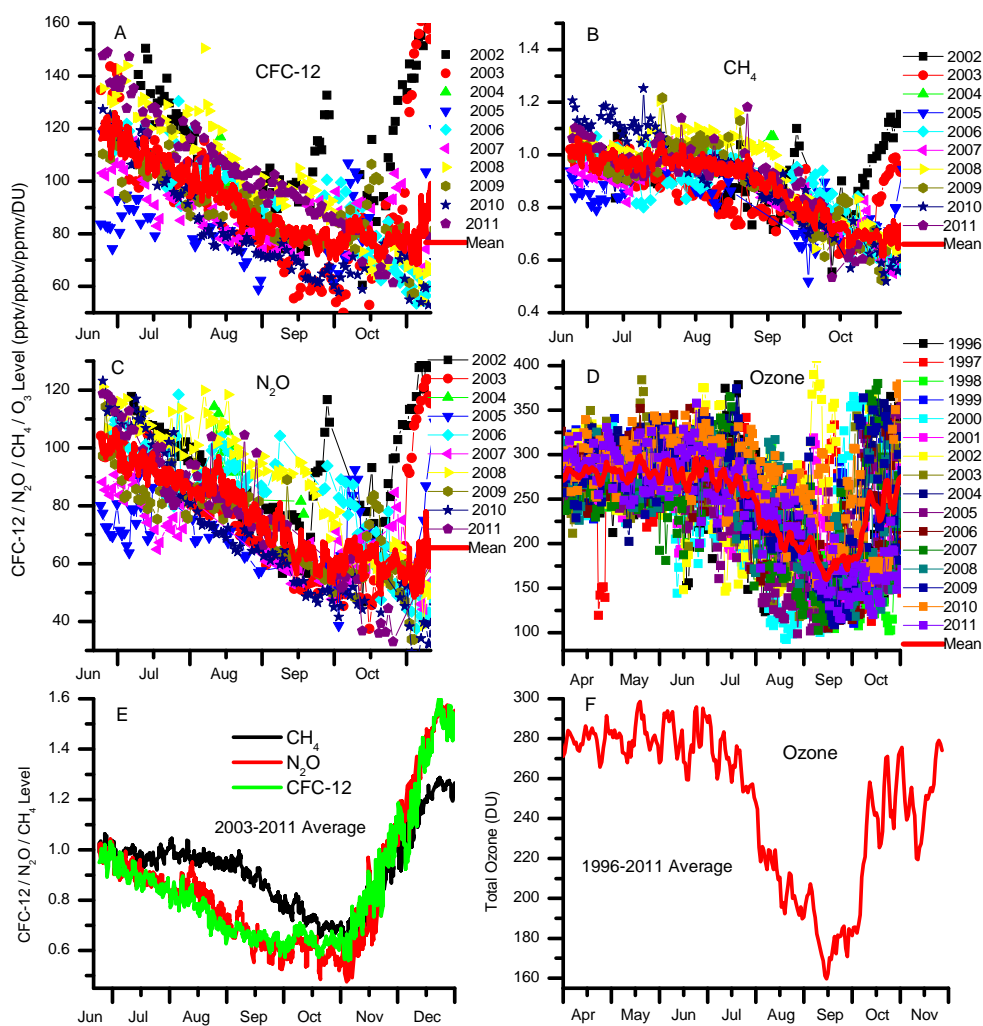 CFC-12 / N2O / CH4 / O3 Level (pptv/ppbv/ppmv/DU)
A
CFC-12
160
140
120
100
80
60
Jun Jul Aug Sep Oct
2002
2003
2004
2005
2006
2007
2008
2009
2010
2011
Mean
B
CH4
1.4
1.2
1.0
0.8
0.6
0.4
Jun Jul Aug Sep Oct
2002
2003
2004
2005
2006
2007
2008
2009
2010
2011
Mean
C
N2O
120
100
80
60
40
Jun Jul Aug Sep Oct
2002
2003
2004
2005
2006
2007
2008
2009
2010
2011
Mean
D
Ozone
400
350
300
250
200
150
100
Apr May Jun Jul Aug Sep Oct
1996
1997
1998
1999
2000
2001
2002
2003
2004
2005
2006
2007
2008
2009
2010
2011
Mean
E
CFC-12 / N2O / CH4 Level
1.6
1.4
1.2
1.0
0.8
0.6
CH4
N2O
CFC-12
2003-2011 Average
Jun Jul Aug Sep Oct Nov Dec
F
Ozone
Total Ozone (DU)
300
280
260
240
220
200
180
160
1996-2011 Average
Apr May Jun Jul Aug Sep Oct Nov